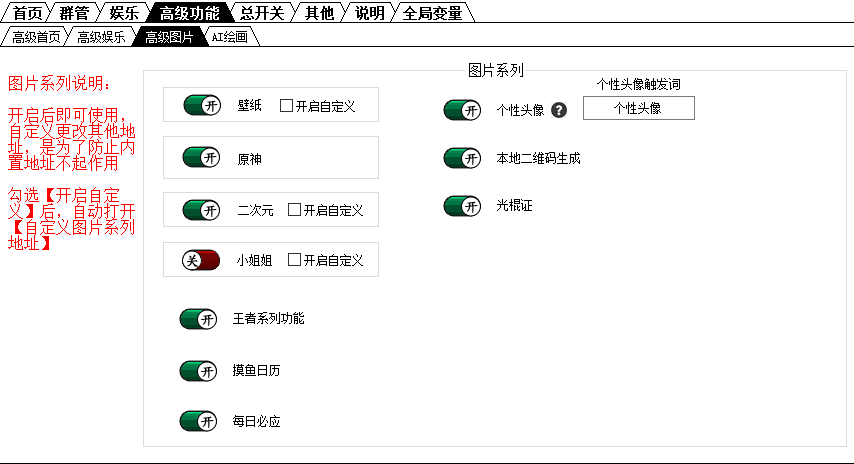 首页 群管 娱乐 高级功能 总开关 其他 说明 全局变量
高级首页 高级娱乐 高级图片 AI绘画
图片系列说明：
开启后即可使用，
自定义更改其他地
址，是为了防止内
置地址不起作用
勾选【开启自定
义】后，自动打开
【自定义图片系列
地址】
图片系列
开 壁纸 开启自定义
开 原神
开 二次元 开启自定义
关 小姐姐 开启自定义
开 王者系列功能
开 摸鱼日历
开 每日必应
个性头像触发词
开 个性头像 ? 个性头像
开 本地二维码生成
开 光棍证